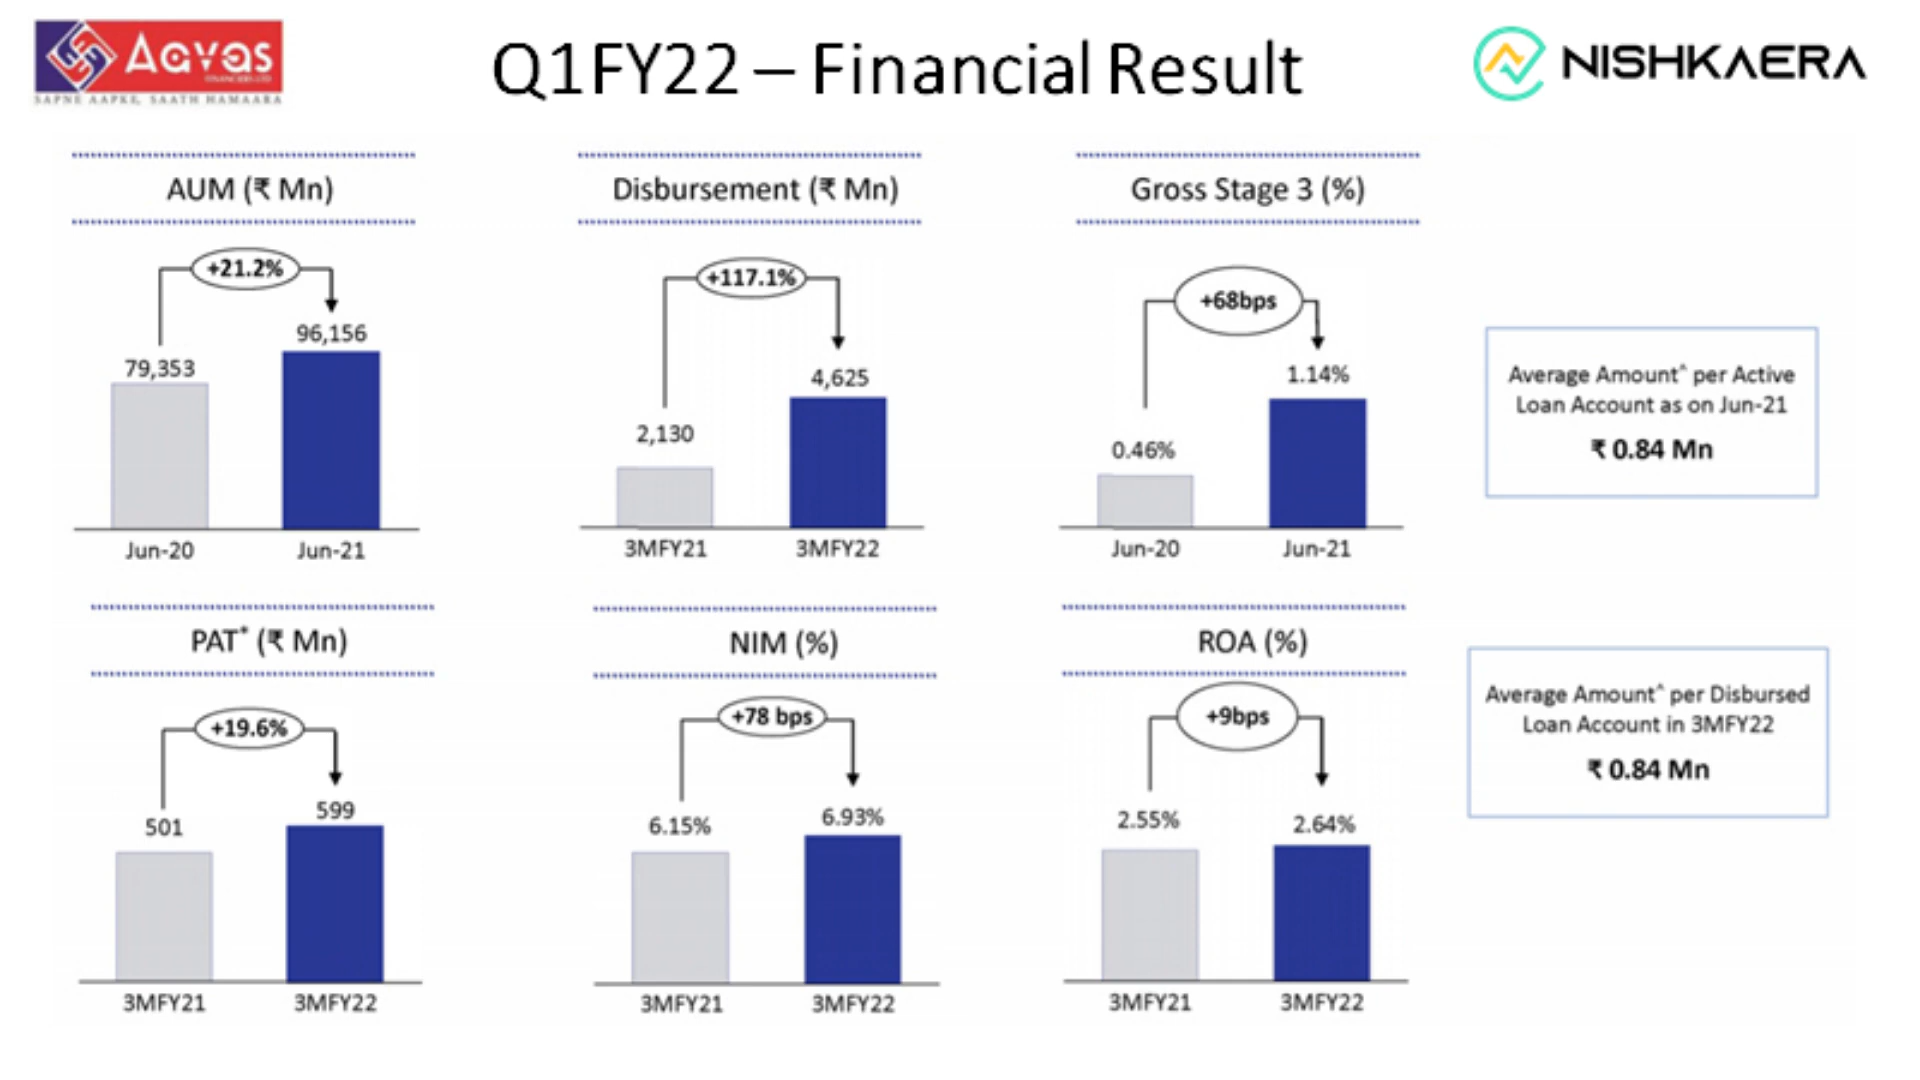 Aavas
FINANCIERS LTD
SAPNE AAPKE, SAATH HAMAARA
Q1FY22 – Financial Result
NISHKAERA
AUM (₹ Mn)
+21.2%
79,353
96,156
Jun-20
Jun-21
Disbursement (₹ Mn)
+117.1%
2,130
4,625
3MFY21
3MFY22
Gross Stage 3 (%)
+68bps
0.46%
1.14%
Jun-20
Jun-21
Average Amount^ per Active
Loan Account as on Jun-21
₹ 0.84 Mn
PAT* (₹ Mn)
+19.6%
501
599
3MFY21
3MFY22
NIM (%)
+78 bps
6.15%
6.93%
3MFY21
3MFY22
ROA (%)
+9bps
2.55%
2.64%
3MFY21
3MFY22
Average Amount^ per Disbursed
Loan Account in 3MFY22
₹ 0.84 Mn